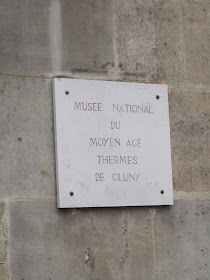 MUSEE NATIONAL
DU
MOYEN AGE
THERMES
DE CLUNY